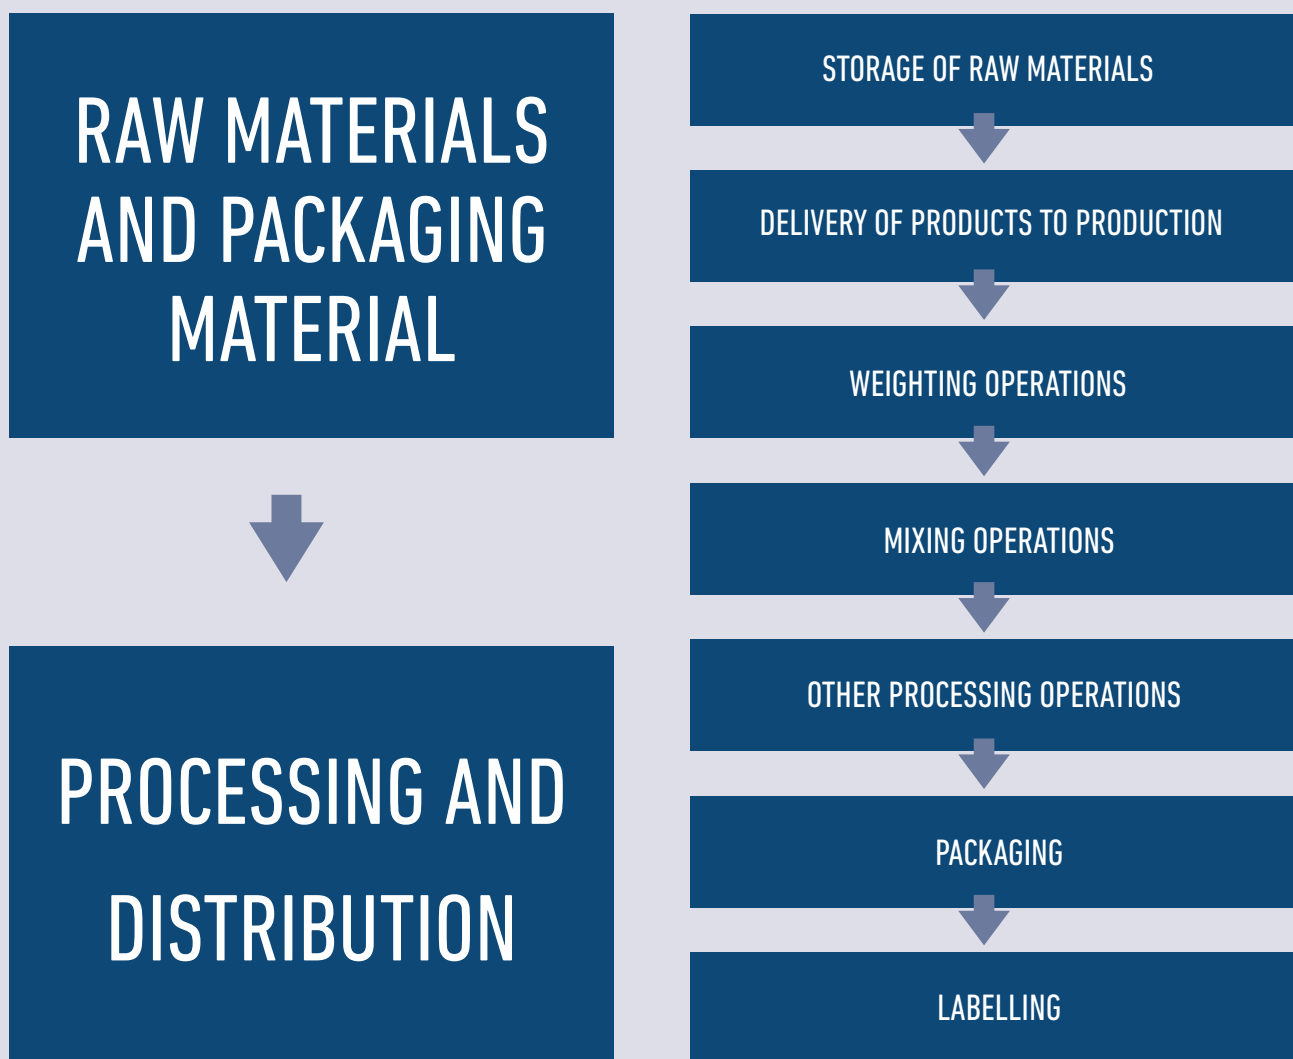 RAW MATERIALS
AND PACKAGING
MATERIAL
PROCESSING AND
DISTRIBUTION
STORAGE OF RAW MATERIALS
DELIVERY OF PRODUCTS TO PRODUCTION
WEIGHTING OPERATIONS
MIXING OPERATIONS
OTHER PROCESSING OPERATIONS
PACKAGING
LABELLING